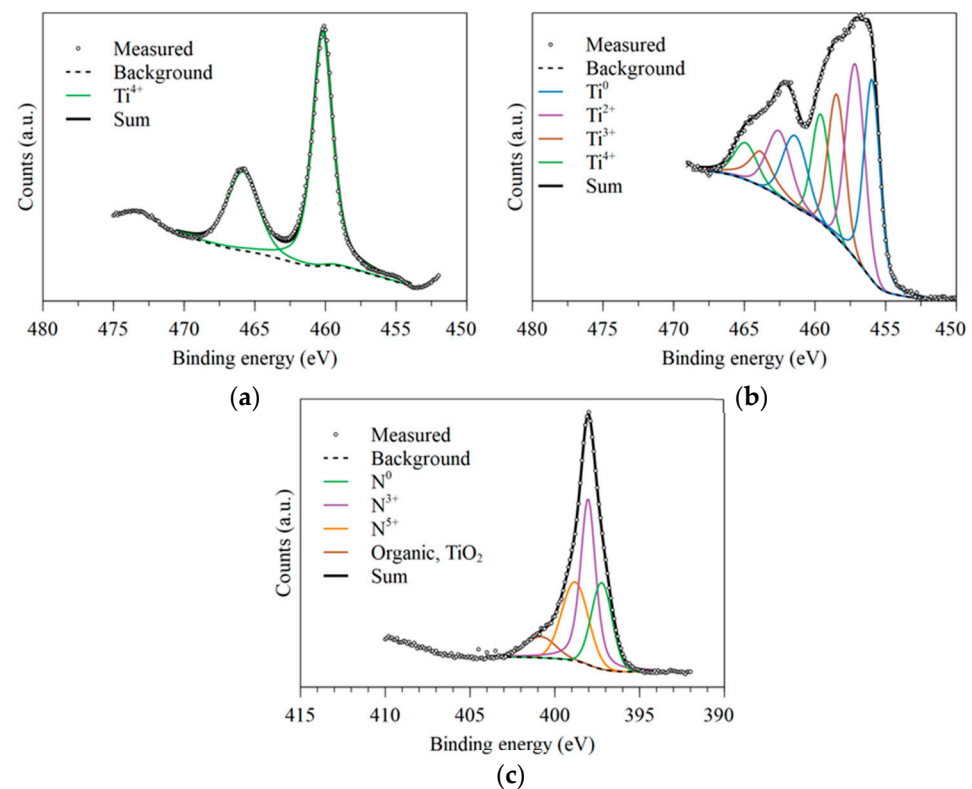 Measured
Background
Ti⁴⁺
Sum
Counts (a.u.)
480 475 470 465 460 455 450
Binding energy (eV)
(a)
Measured
Background
Ti⁰
Ti²⁺
Ti³⁺
Ti⁴⁺
Sum
Counts (a.u.)
480 475 470 465 460 455 450
Binding energy (eV)
(b)
Measured
Background
N⁰
N³⁺
N⁵⁺
Organic, TiO₂
Sum
Counts (a.u.)
415 410 405 400 395 390
Binding energy (eV)
(c)